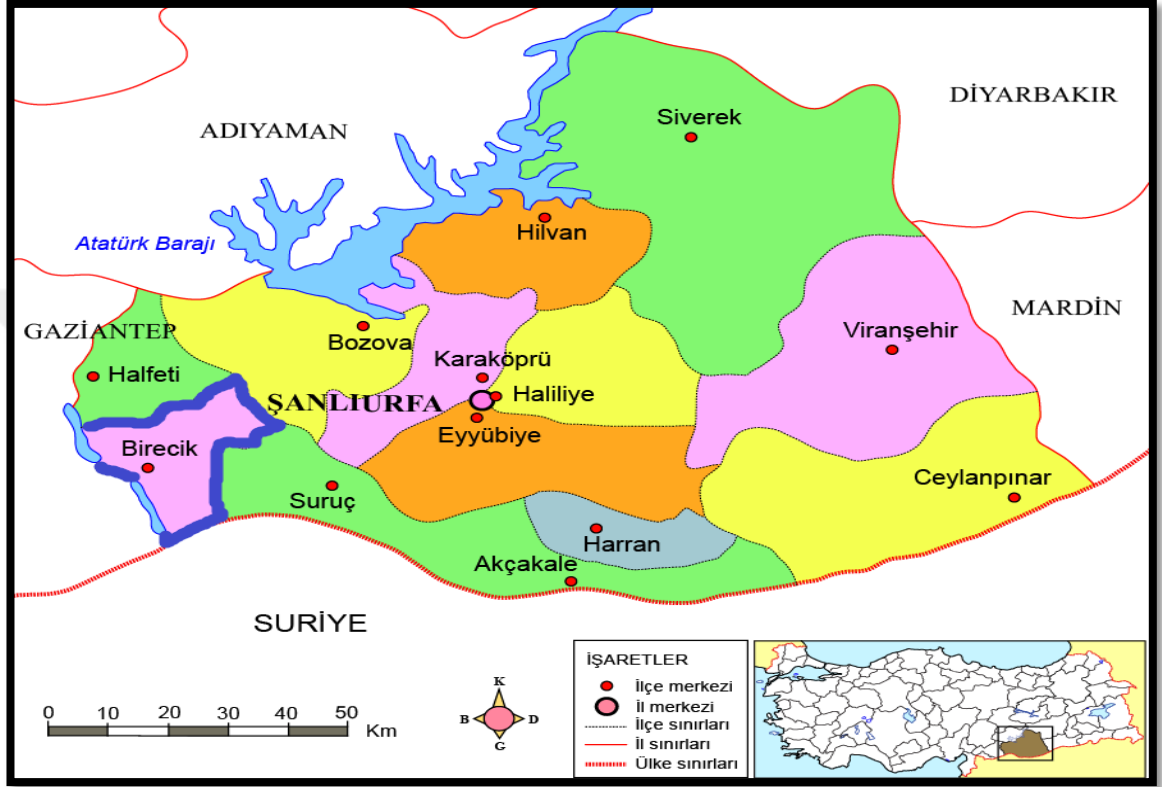 DİYARBAKIR
Siverek
ADIYAMAN
Hilvan
Atatürk Barajı
MARDİN
GAZİANTEP
Viranşehir
Bozova
Karaköprü
Halfeti
Haliliye
ŞANLIURFA
Eyyübiye
Birecik
Ceylanpınar
Suruç
Harran
Akçakale
SURİYE
İŞARETLER
İlçe merkezi
İl merkezi
İlçe sınırları
İl sınırları
Ülke sınırları
K
B D
G
0 10 20 30 40 50 Km